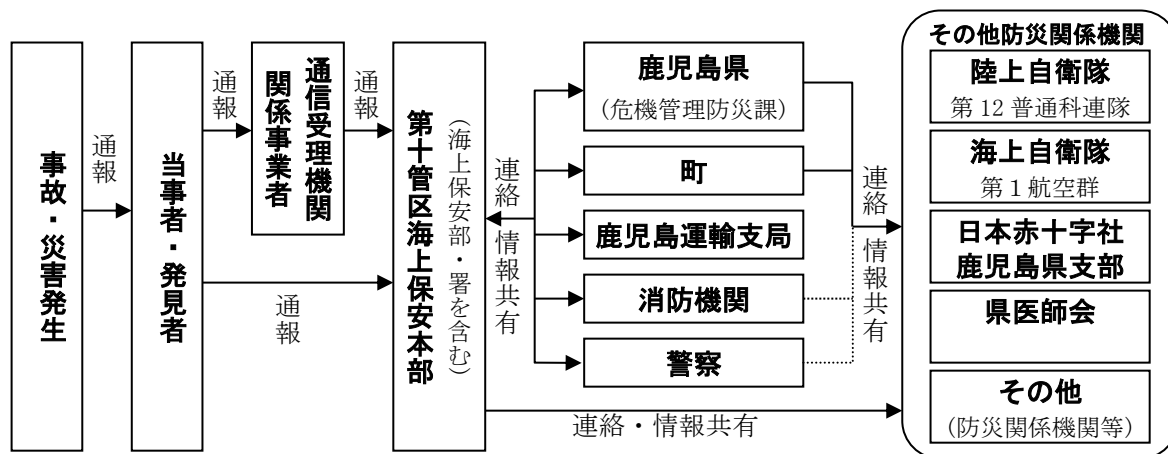 事故・災害発生
通報
当事者・発見者
通報
通信受理機関
関係事業者
通報
通報
第十管区海上保安本部
（海上保安部・署を含む）
連絡・情報共有
鹿児島県
(危機管理防災課)
町
鹿児島運輸支局
消防機関
警察
連絡・情報共有
連絡・情報共有
その他防災関係機関
陸上自衛隊
第12普通科連隊
海上自衛隊
第1航空群
日本赤十字社
鹿児島県支部
県医師会
その他
(防災関係機関等)